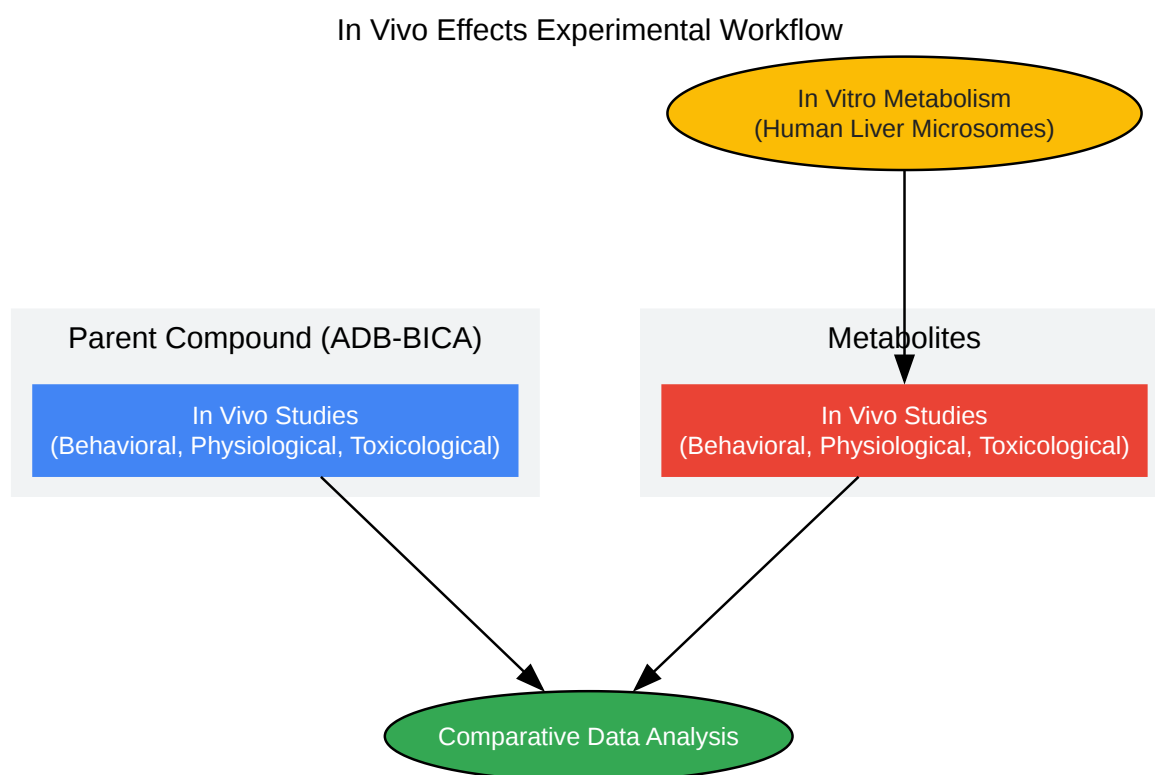 In Vivo Effects Experimental Workflow
In Vitro Metabolism
(Human Liver Microsomes)
Parent Compound (ADB-BICA)
In Vivo Studies
(Behavioral, Physiological, Toxicological)
Metabolites
In Vivo Studies
(Behavioral, Physiological, Toxicological)
Comparative Data Analysis